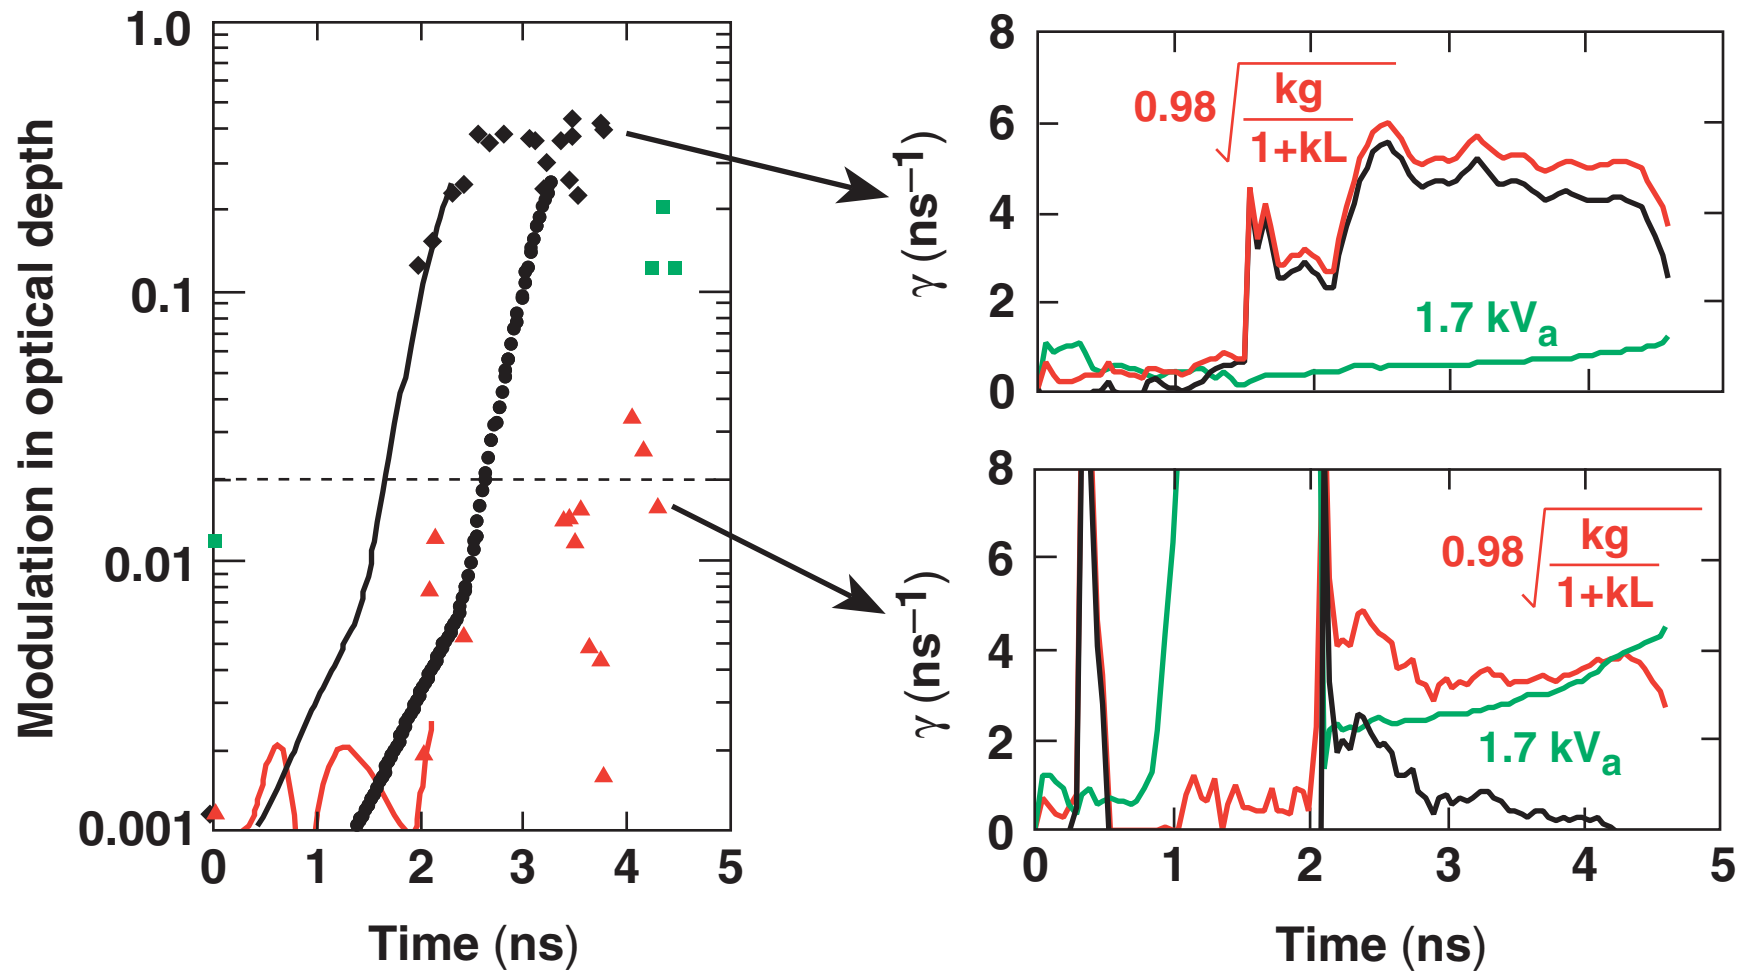 Modulation in optical depth
1.0
0.1
0.01
0.001
0 1 2 3 4 5
Time (ns)
γ (ns⁻¹)
8
6
4
2
0
0.98 √ kg
1+kL
1.7 kVₐ
γ (ns⁻¹)
8
6
4
2
0
0.98 √ kg
1+kL
1.7 kVₐ
0 1 2 3 4 5
Time (ns)